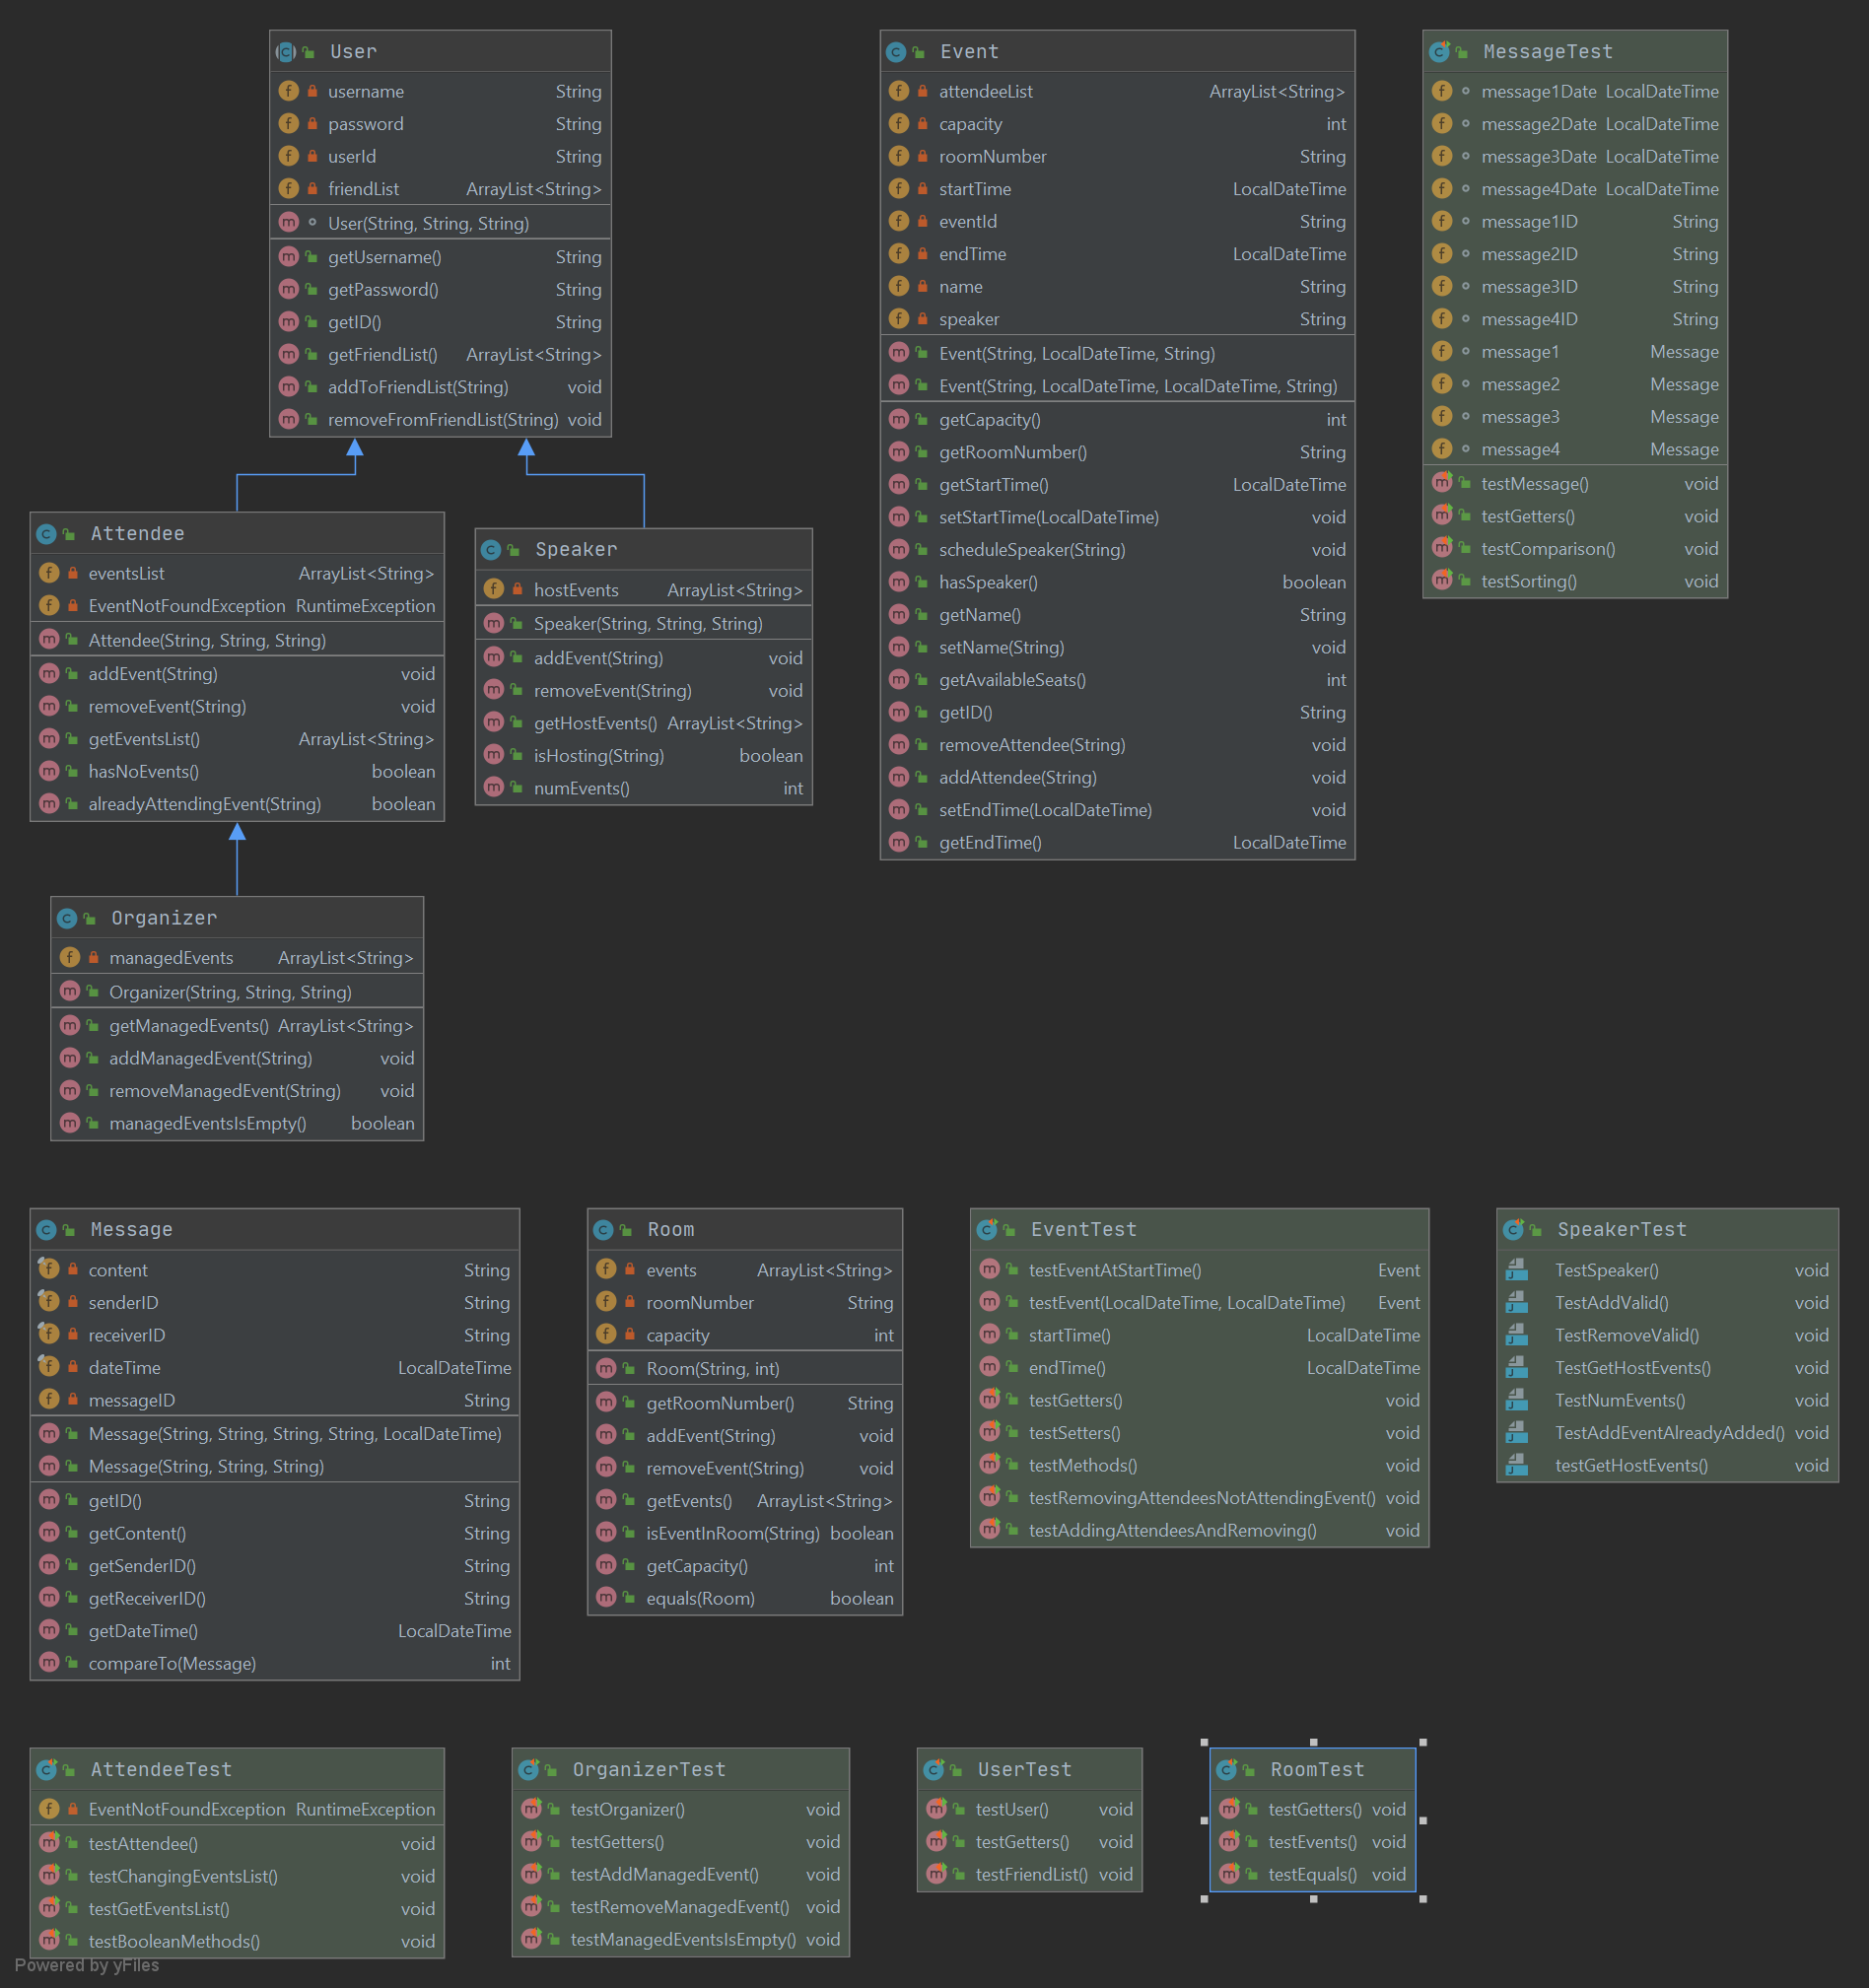 User
username String
password String
userId String
friendList ArrayList<String>
User(String, String, String)
getUsername() String
getPassword() String
getID() String
getFriendList() ArrayList<String>
addToFriendList(String) void
removeFromFriendList(String) void
Event
attendeeList ArrayList<String>
capacity int
roomNumber String
startTime LocalDateTime
eventId String
endTime LocalDateTime
name String
speaker String
Event(String, LocalDateTime, String)
Event(String, LocalDateTime, LocalDateTime, String)
getCapacity() int
getRoomNumber() String
getStartTime() LocalDateTime
setStartTime(LocalDateTime) void
scheduleSpeaker(String) void
hasSpeaker() boolean
getName() String
setName(String) void
getAvailableSeats() int
getID() String
removeAttendee(String) void
addAttendee(String) void
setEndTime(LocalDateTime) void
getEndTime() LocalDateTime
MessageTest
message1Date LocalDateTime
message2Date LocalDateTime
message3Date LocalDateTime
message4Date LocalDateTime
message1ID String
message2ID String
message3ID String
message4ID String
message1 Message
message2 Message
message3 Message
message4 Message
testMessage() void
testGetters() void
testComparison() void
testSorting() void
Attendee
eventsList ArrayList<String>
EventNotFoundException RuntimeException
Attendee(String, String, String)
addEvent(String) void
removeEvent(String) void
getEventsList() ArrayList<String>
hasNoEvents() boolean
alreadyAttendingEvent(String) boolean
Speaker
hostEvents ArrayList<String>
Speaker(String, String, String)
addEvent(String) void
removeEvent(String) void
getHostEvents() ArrayList<String>
isHosting(String) boolean
numEvents() int
Organizer
managedEvents ArrayList<String>
Organizer(String, String, String)
getManagedEvents() ArrayList<String>
addManagedEvent(String) void
removeManagedEvent(String) void
managedEventsIsEmpty() boolean
Message
content String
senderID String
receiverID String
dateTime LocalDateTime
messageID String
Message(String, String, String, String, LocalDateTime)
Message(String, String, String)
getID() String
getContent() String
getSenderID() String
getReceiverID() String
getDateTime() LocalDateTime
compareTo(Message) int
Room
events ArrayList<String>
roomNumber String
capacity int
Room(String, int)
getRoomNumber() String
addEvent(String) void
removeEvent(String) void
getEvents() ArrayList<String>
isEventInRoom(String) boolean
getCapacity() int
equals(Room) boolean
EventTest
testEventAtStartTime() Event
testEvent(LocalDateTime, LocalDateTime) Event
startTime() LocalDateTime
endTime() LocalDateTime
testGetters() void
testSetters() void
testMethods() void
testRemovingAttendeesNotAttendingEvent() void
testAddingAttendeesAndRemoving() void
SpeakerTest
TestSpeaker() void
TestAddValid() void
TestRemoveValid() void
TestGetHostEvents() void
TestNumEvents() void
TestAddEventAlreadyAdded() void
testGetHostEvents() void
AttendeeTest
EventNotFoundException RuntimeException
testAttendee() void
testChangingEventsList() void
testGetEventsList() void
testBooleanMethods() void
OrganizerTest
testOrganizer() void
testGetters() void
testAddManagedEvent() void
testRemoveManagedEvent() void
testManagedEventsIsEmpty() void
UserTest
testUser() void
testGetters() void
testFriendList() void
RoomTest
testGetters() void
testEvents() void
testEquals() void
Powered by yFiles